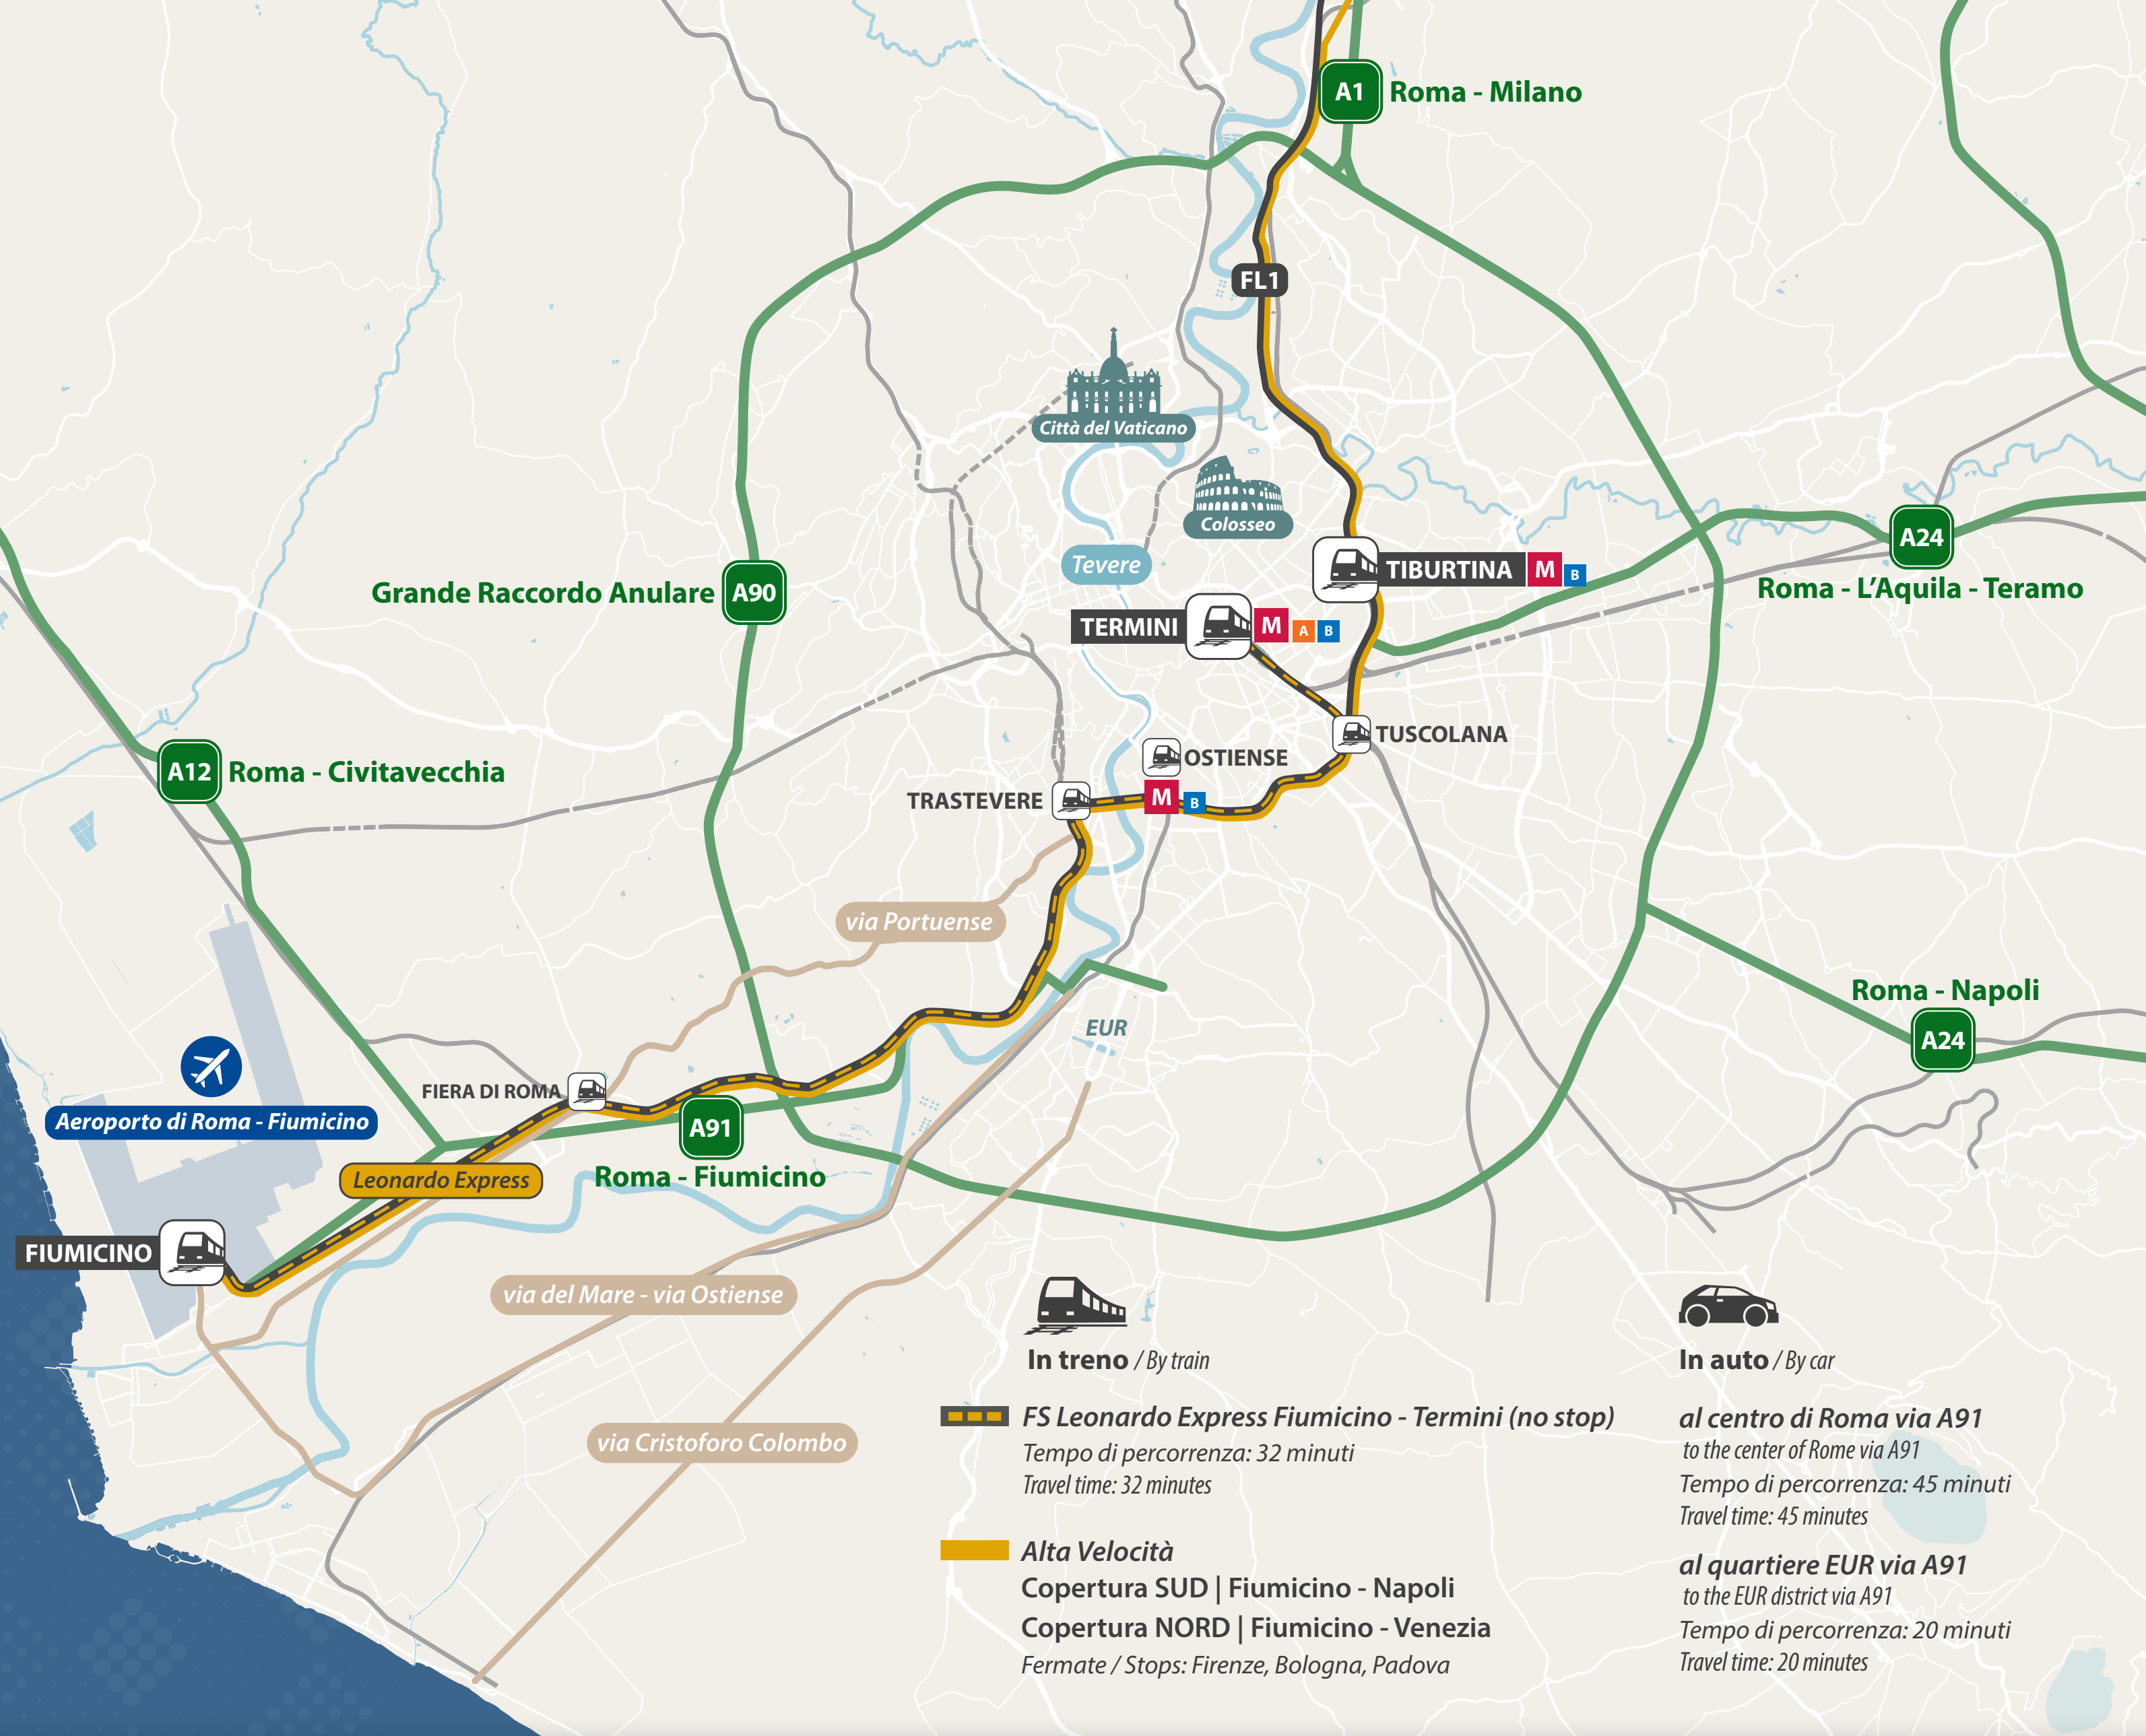 A1
Roma - Milano
FL1
Città del Vaticano
Colosseo
A24
Roma - L'Aquila - Teramo
Tevere
TIBURTINA M B
Grande Raccordo Anulare A90
TERMINI M A B
TUSCOLANA
OSTIENSE
M B
TRASTEVERE
A12 Roma - Civitavecchia
via Portuense
Roma - Napoli
A24
EUR
FIERA DI ROMA
Aeroporto di Roma - Fiumicino
A91
Roma - Fiumicino
Leonardo Express
FIUMICINO
via del Mare - via Ostiense
via Cristoforo Colombo
In treno / By train
FS Leonardo Express Fiumicino - Termini (no stop)
Tempo di percorrenza: 32 minuti
Travel time: 32 minutes
Alta Velocità
Copertura SUD | Fiumicino - Napoli
Copertura NORD | Fiumicino - Venezia
Fermate / Stops: Firenze, Bologna, Padova
In auto / By car
al centro di Roma via A91
to the center of Rome via A91
Tempo di percorrenza: 45 minuti
Travel time: 45 minutes
al quartiere EUR via A91
to the EUR district via A91
Tempo di percorrenza: 20 minuti
Travel time: 20 minutes